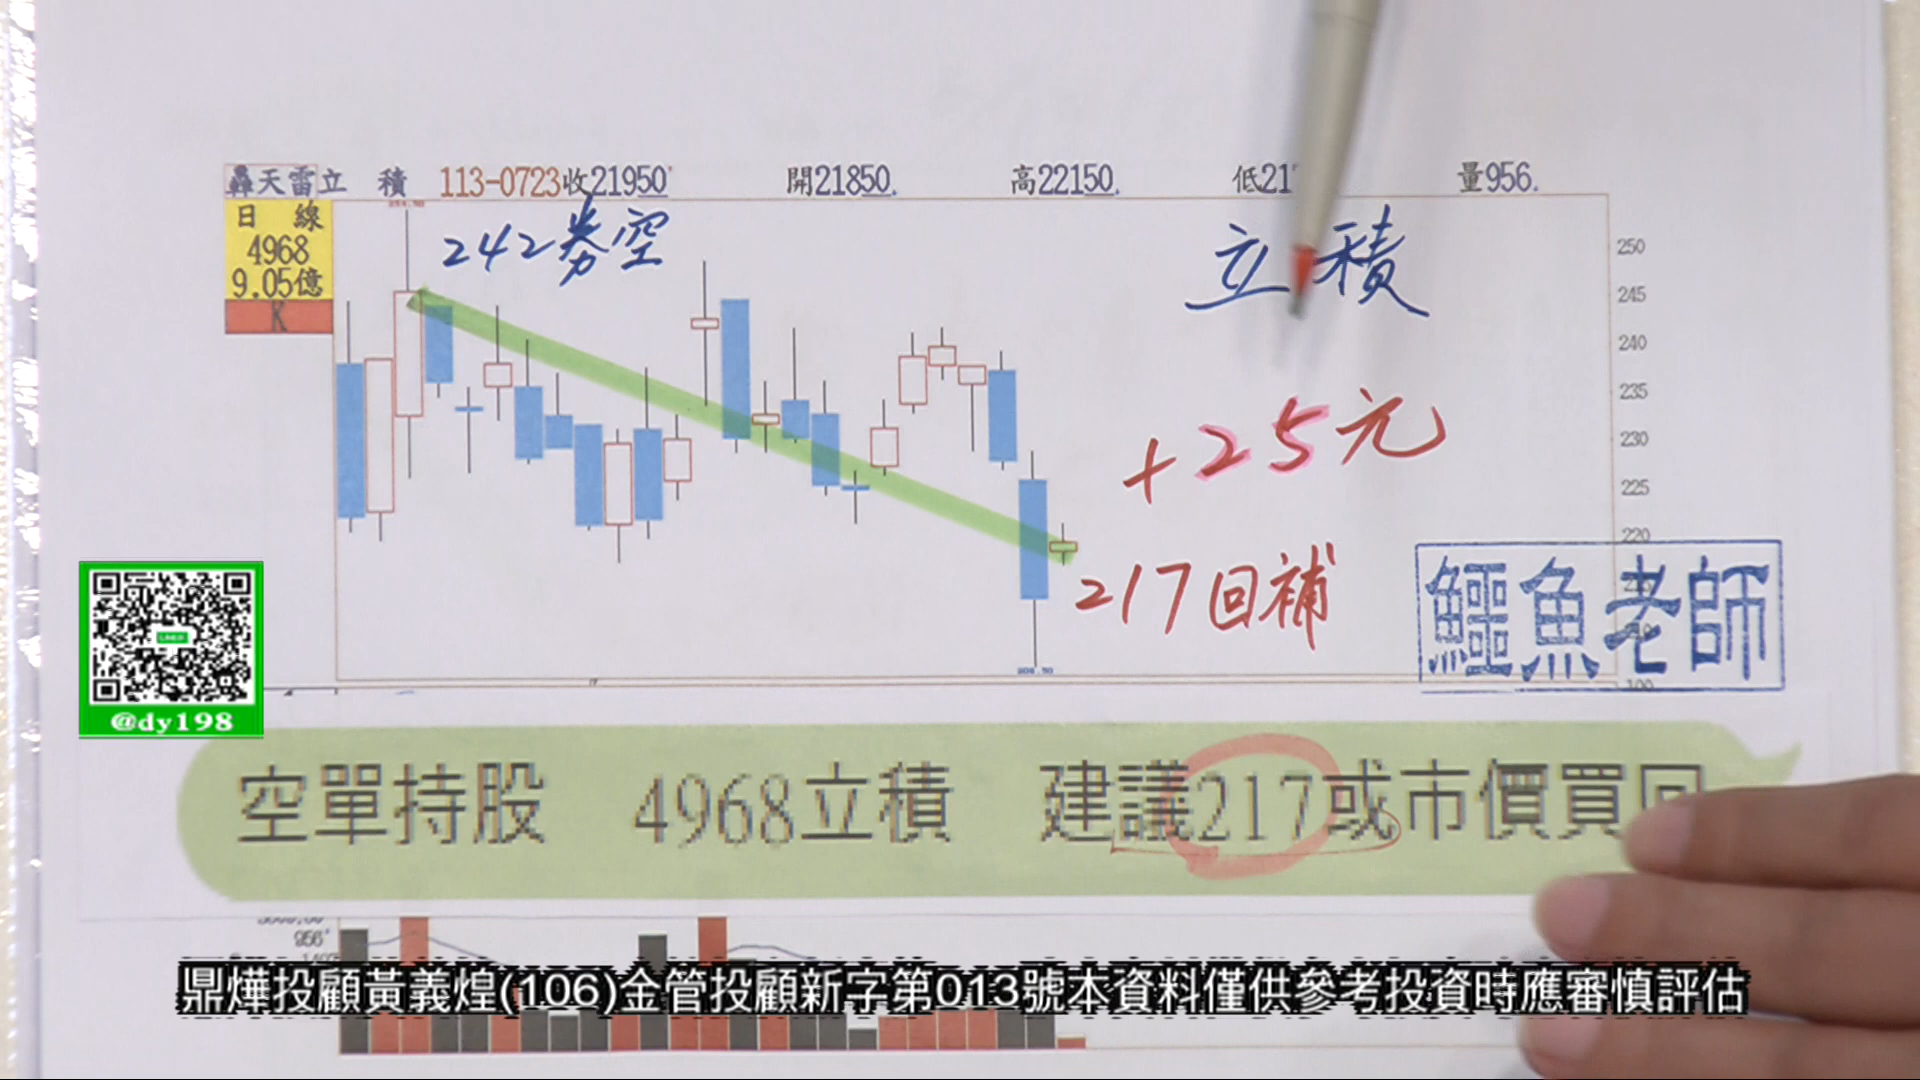 轟天雷立 積 113-0723收21950 開21850. 高22150. 低21 量956.
日 線
4968
9.05億
K
242券空
立積
+25元
217回補
250
245
240
235
230
225
220
鱷魚老師
@dy198
空單持股 4968立積 建議217或市價買回
956
鼎燁投顧黃義煌(106)金管投顧新字第013號本資料僅供參考投資時應審慎評估